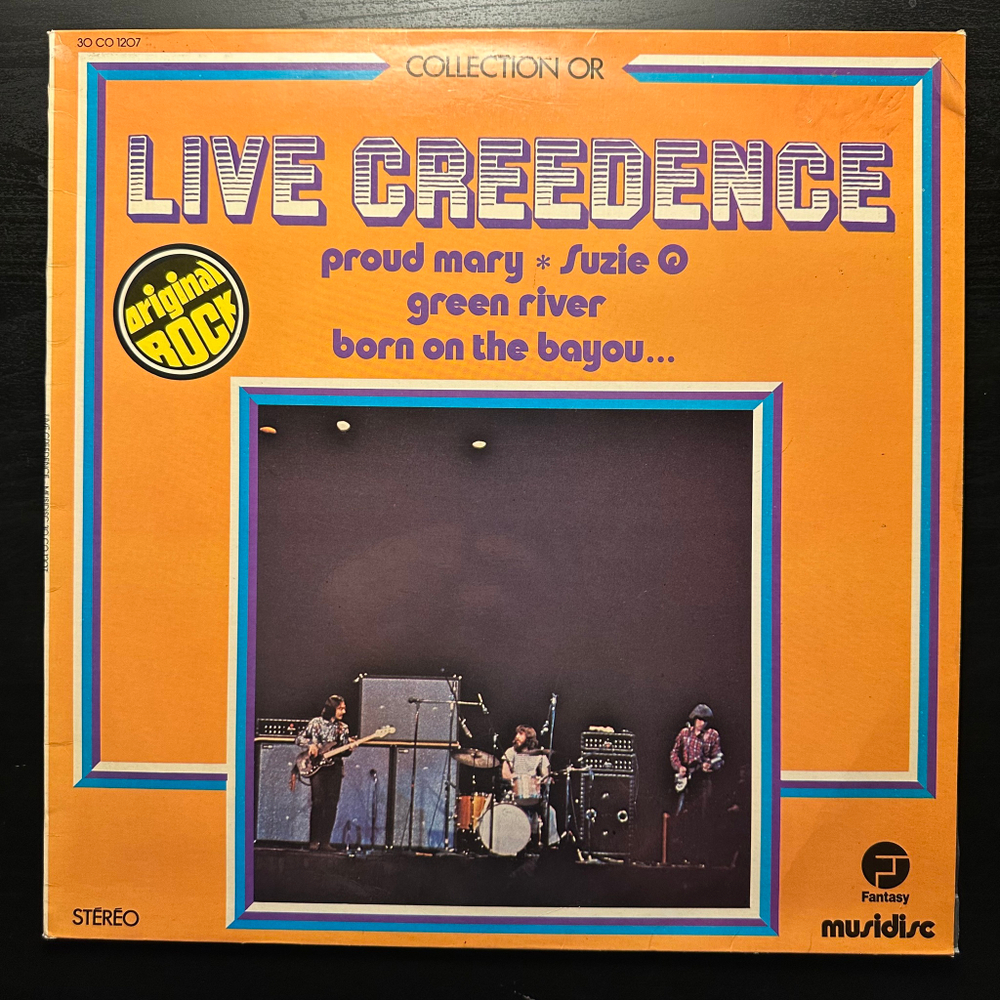 30 CO 1207
COLLECTION OR
LIVE CREEDENCE
proud mary * Suzie Q
green river
born on the bayou...
original
ROCK
STÉRÉO
Fantasy
musidisc